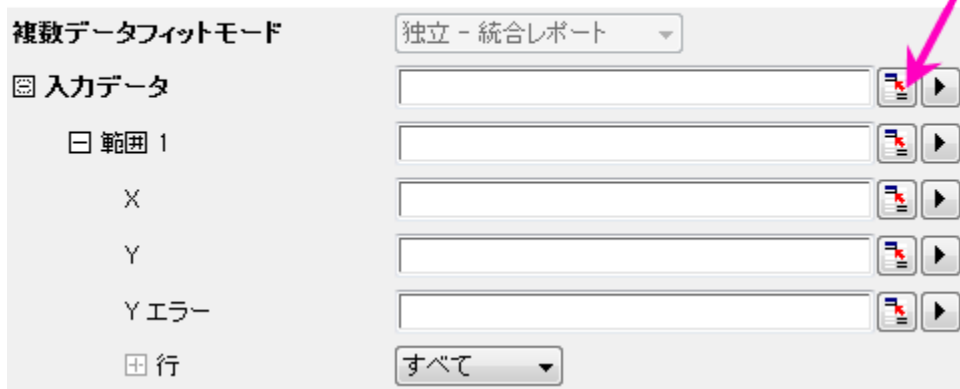 複数データフィットモード 独立 - 統合レポート
入力データ
範囲 1
X
Y
Y エラー
行 すべて